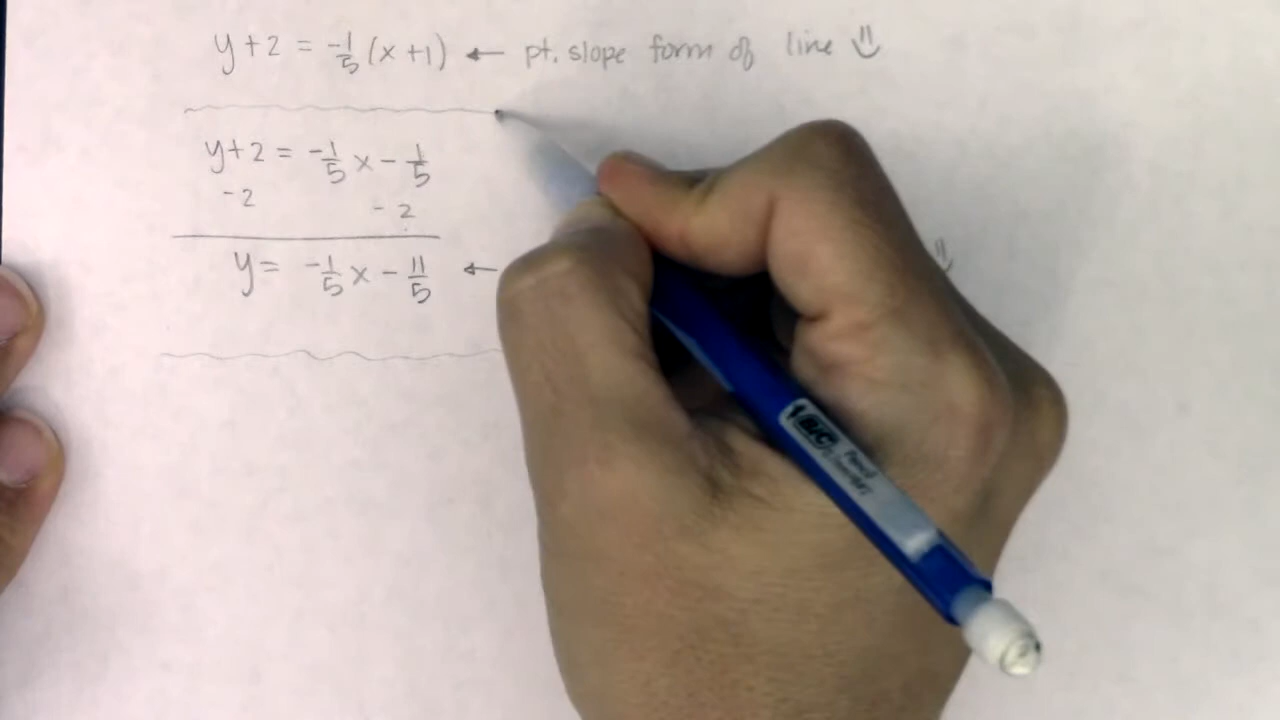 y+2 = -1/5 (x+1) ← pt. slope form of line
y+2 = -1/5 x - 1/5
-2 - 2
y = -1/5 x - 11/5 ←
BIC Pencil